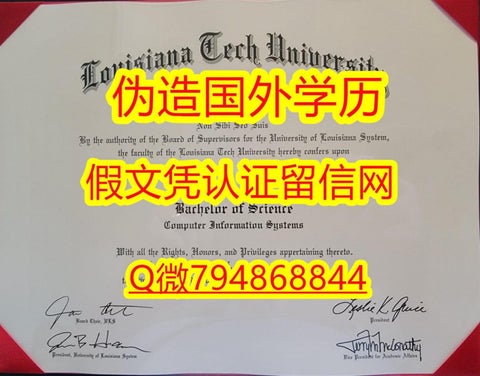 Louisiana Tech University
伪造国外学历
Non Sibi Sed Suis
By the authority of the Board of Supervisors for the University of Louisiana System,
the faculty of the Louisiana Tech University hereby confers upon
假文凭认证留信网
Bachelor of Science
Computer Information Systems
With all the Rights, Honors, and Privileges appertaining thereto.
Q微794868844
Board Chair, ULS
President
President, University of Louisiana System
Vice President for Academic Affairs